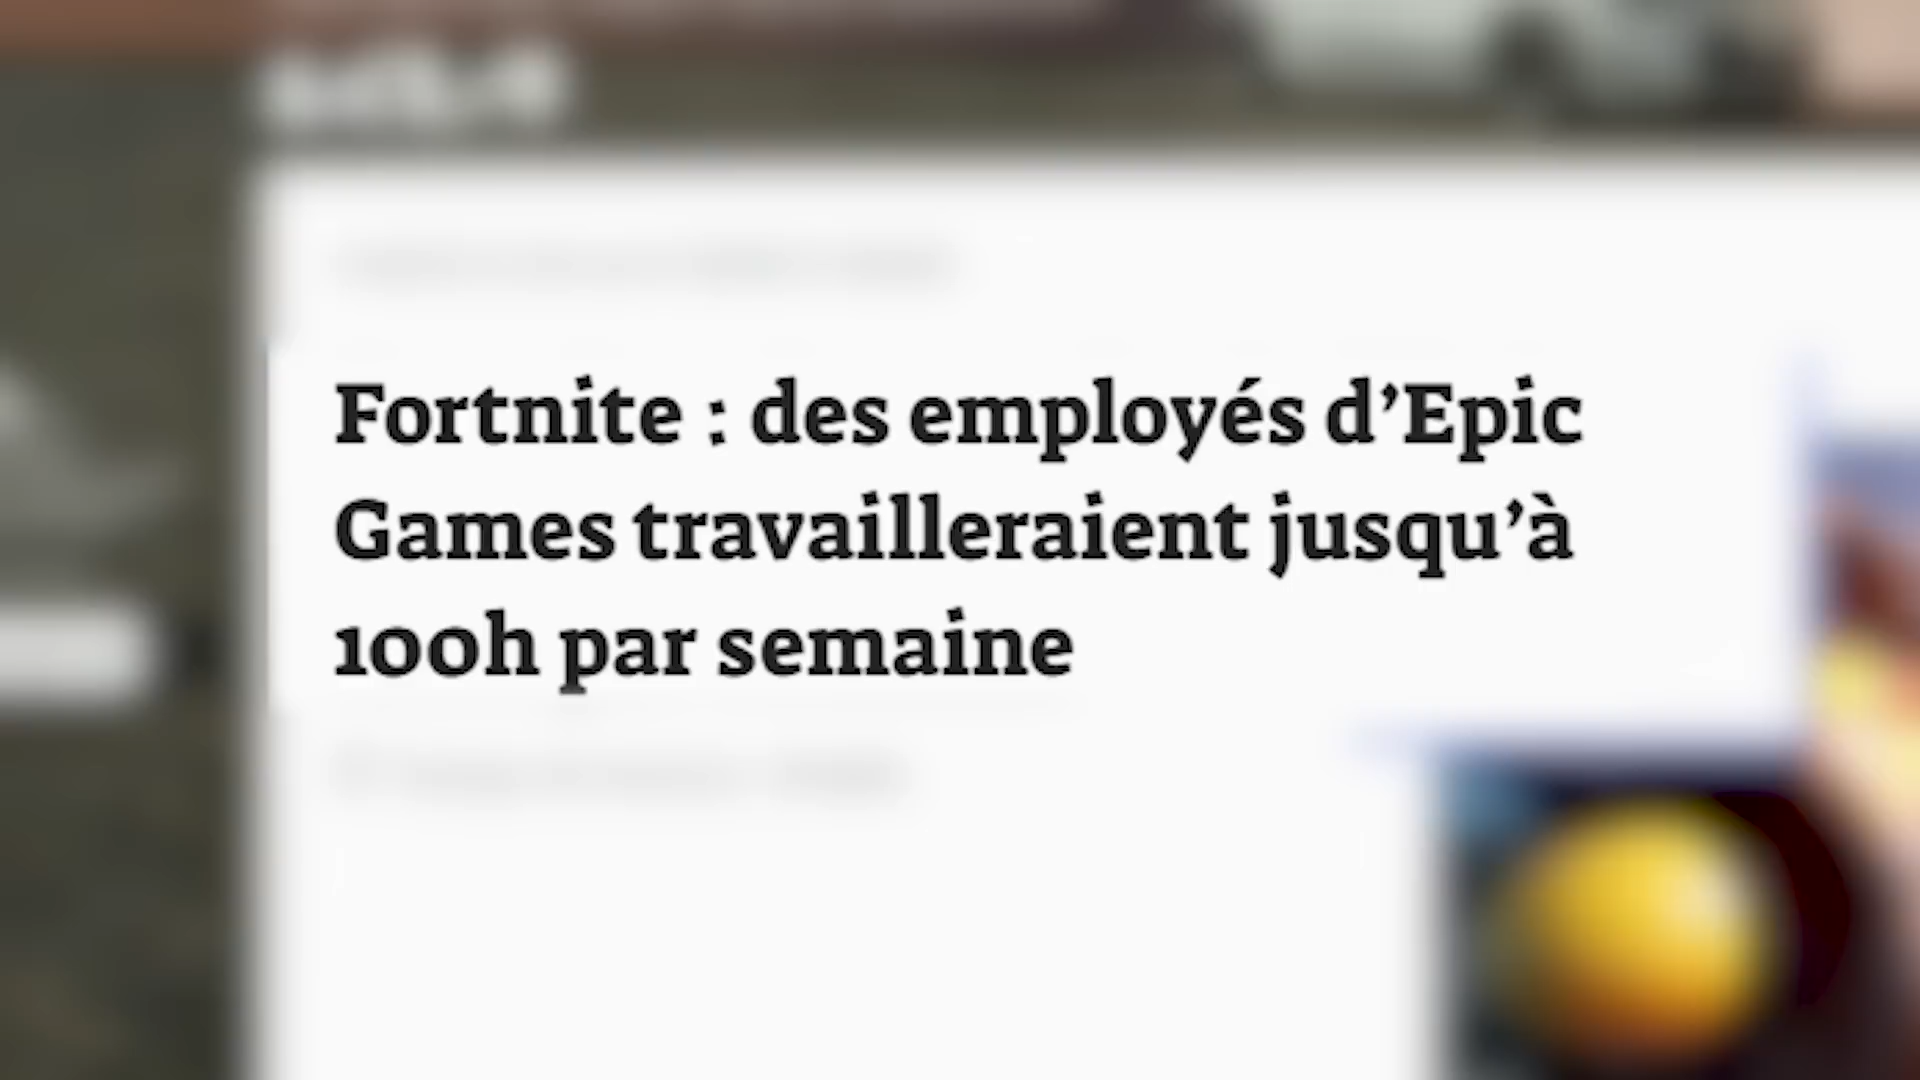 Fortnite : des employés d’Epic
Games travailleraient jusqu’à
100h par semaine